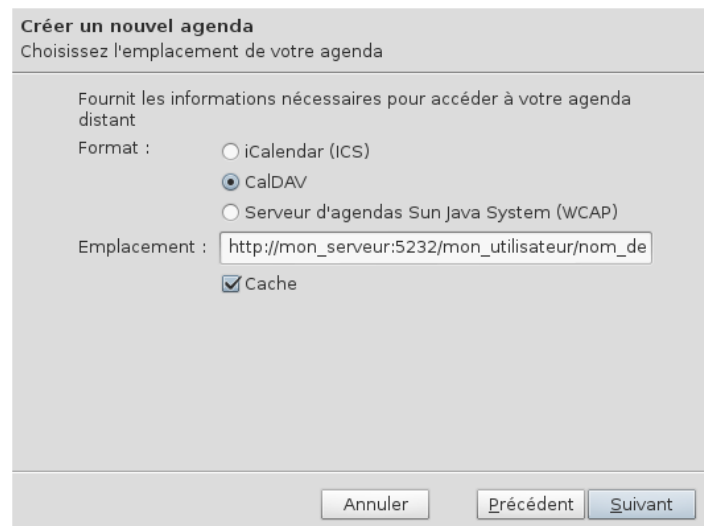 Créer un nouvel agenda
Choisissez l'emplacement de votre agenda
Fournit les informations nécessaires pour accéder à votre agenda
distant
Format :
iCalendar (ICS)
CalDAV
Serveur d'agendas Sun Java System (WCAP)
Emplacement : http://mon_serveur:5232/mon_utilisateur/nom_de
Cache
Annuler Précédent Suivant